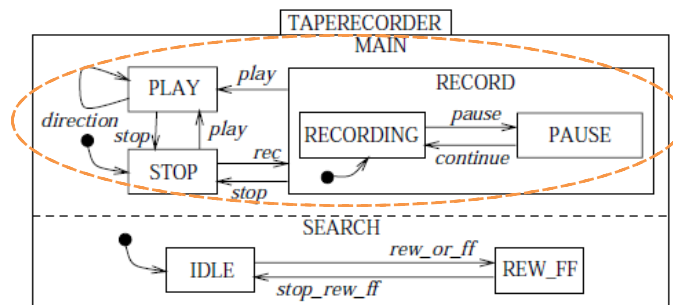 TAPERECORDER
MAIN
RECORD
PLAY
play
direction
stop
play
RECORDING
pause
PAUSE
continue
STOP
rec
stop
SEARCH
IDLE
rew_or_ff
stop_rew_ff
REW_FF